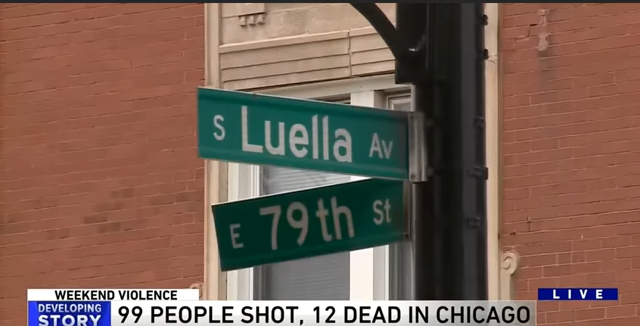 S Luella Av
E 79th St
WEEKEND VIOLENCE
DEVELOPING
STORY
99 PEOPLE SHOT, 12 DEAD IN CHICAGO
LIVE